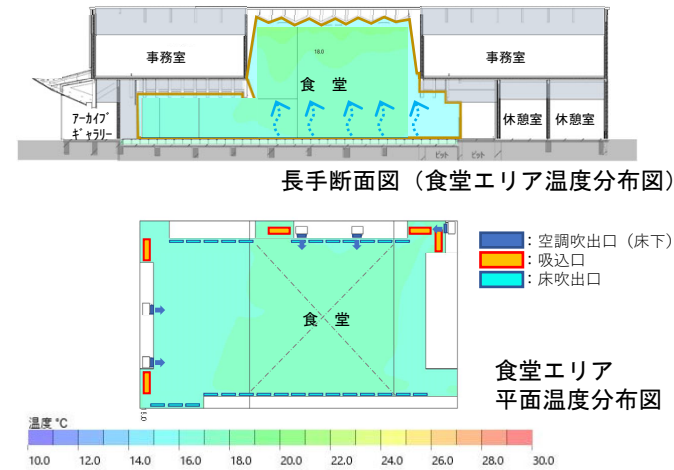 事務室
18.0
事務室
食 堂
アーカイブ
ギャラリー
休憩室
休憩室
ピット
ピット
長手断面図（食堂エリア温度分布図）
：空調吹出口（床下）
：吸込口
：床吹出口
食 堂
食堂エリア
平面温度分布図
温度 °C
10.0 12.0 14.0 16.0 18.0 20.0 22.0 24.0 26.0 28.0 30.0